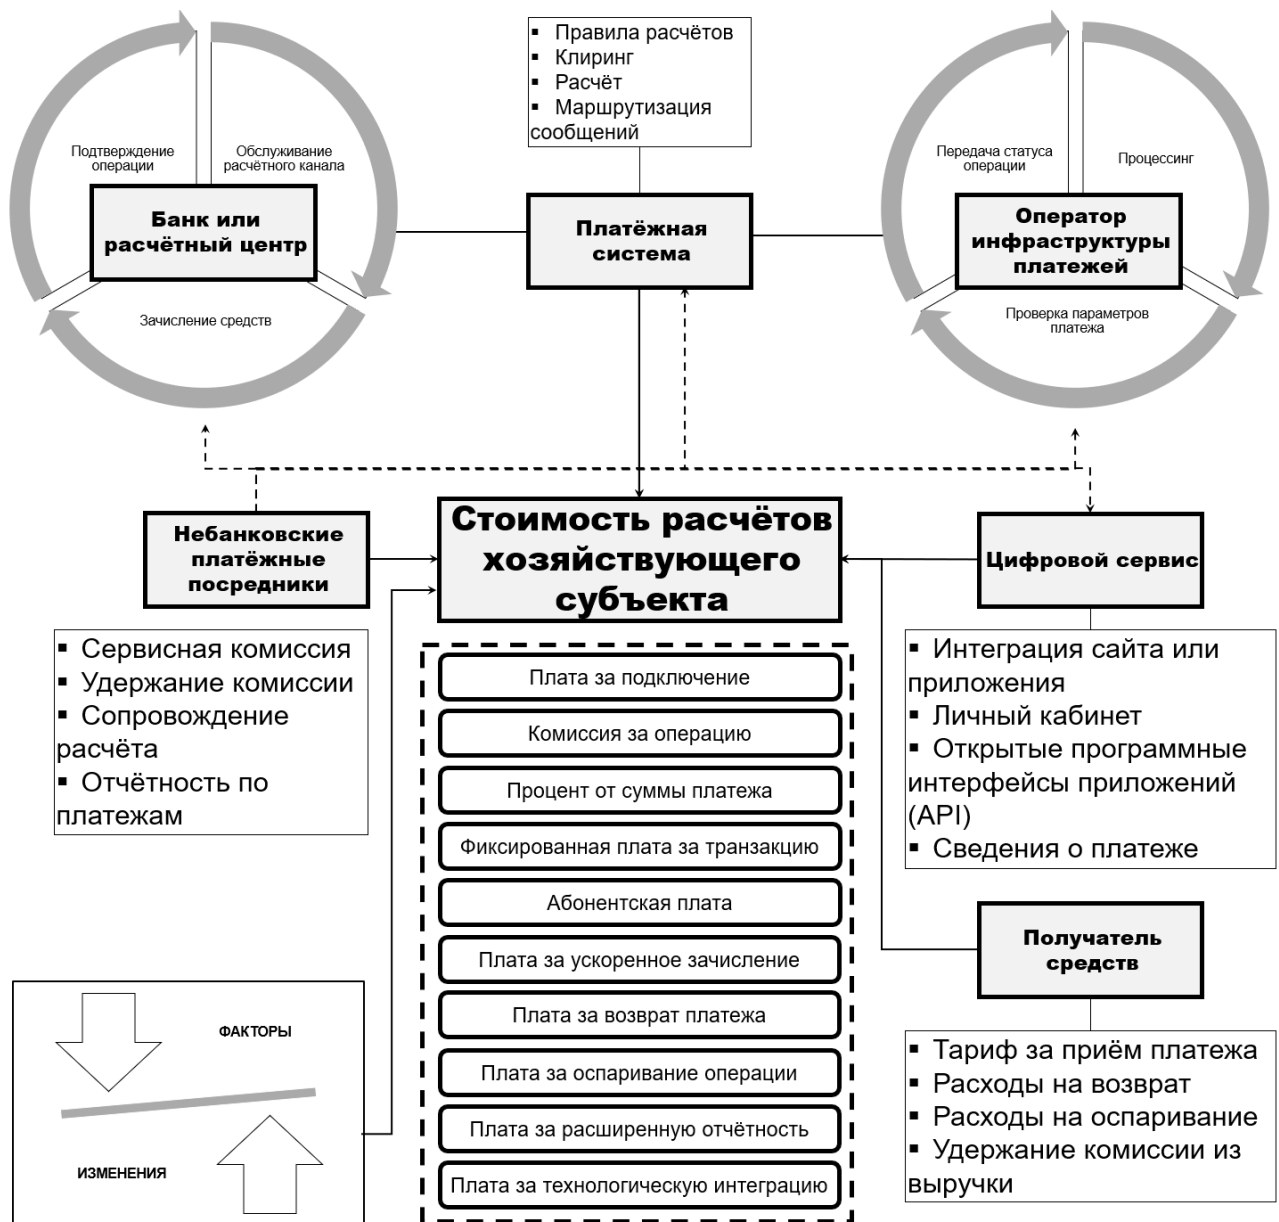 ▪ Правила расчётов
▪ Клиринг
▪ Расчёт
▪ Маршрутизация
сообщений
Подтверждение
операции
Обслуживание
расчётного канала
Банк или
расчётный центр
Зачисление средств
Платёжная
система
Передача статуса
операции
Процессинг
Оператор
инфраструктуры
платежей
Проверка параметров
платежа
Небанковские
платёжные
посредники
Стоимость расчётов
хозяйствующего
субъекта
Цифровой сервис
▪ Сервисная комиссия
▪ Удержание комиссии
▪ Сопровождение
расчёта
▪ Отчётность по
платежам
Плата за подключение
Комиссия за операцию
Процент от суммы платежа
Фиксированная плата за транзакцию
Абонентская плата
Плата за ускоренное зачисление
Плата за возврат платежа
Плата за оспаривание операции
Плата за расширенную отчётность
Плата за технологическую интеграцию
▪ Интеграция сайта или
приложения
▪ Личный кабинет
▪ Открытые программные
интерфейсы приложений
(API)
▪ Сведения о платеже
Получатель
средств
▪ Тариф за приём платежа
▪ Расходы на возврат
▪ Расходы на оспаривание
▪ Удержание комиссии из
выручки
ФАКТОРЫ
ИЗМЕНЕНИЯ